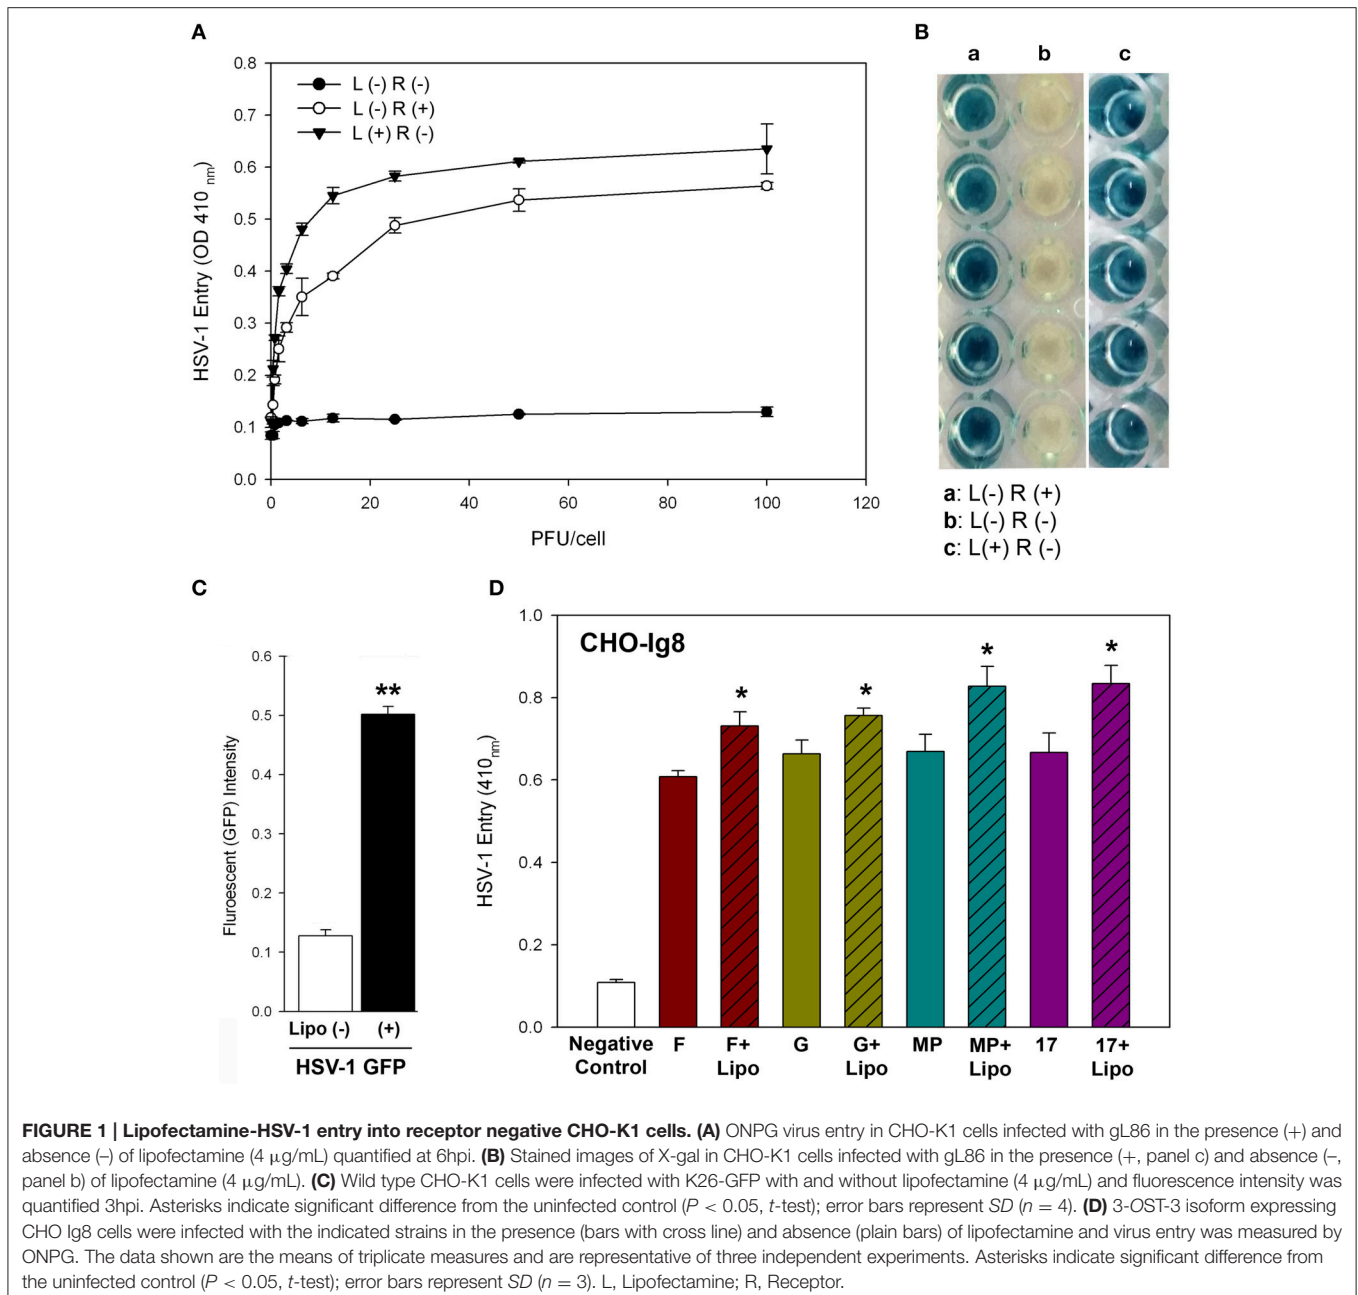 A
0.8
0.7
0.6
0.5
0.4
0.3
0.2
0.1
0.0
HSV-1 Entry (OD 410 nm)
L (-) R (-)
L (-) R (+)
L (+) R (-)
0 20 40 60 80 100 120
PFU/cell
B
a b c
a: L(-) R (+)
b: L(-) R (-)
c: L(+) R (-)
C
0.6
0.5
0.4
0.3
0.2
0.1
0.0
Fluroescent (GFP) Intensity
**
Lipo (-) (+)
HSV-1 GFP
D
1.0
0.8
0.6
0.4
0.2
0.0
HSV-1 Entry (410nm)
CHO-Ig8
* * * *
Negative F F+ G G+ MP MP+ 17 17+
Control Lipo Lipo Lipo Lipo
FIGURE 1 | Lipofectamine-HSV-1 entry into receptor negative CHO-K1 cells. (A) ONPG virus entry in CHO-K1 cells infected with gL86 in the presence (+) and
absence (–) of lipofectamine (4 μg/mL) quantified at 6hpi. (B) Stained images of X-gal in CHO-K1 cells infected with gL86 in the presence (+, panel c) and absence (–,
panel b) of lipofectamine (4 μg/mL). (C) Wild type CHO-K1 cells were infected with K26-GFP with and without lipofectamine (4 μg/mL) and fluorescence intensity was
quantified 3hpi. Asterisks indicate significant difference from the uninfected control (P < 0.05, t-test); error bars represent SD (n = 4). (D) 3-OST-3 isoform expressing
CHO Ig8 cells were infected with the indicated strains in the presence (bars with cross line) and absence (plain bars) of lipofectamine and virus entry was measured by
ONPG. The data shown are the means of triplicate measures and are representative of three independent experiments. Asterisks indicate significant difference from
the uninfected control (P < 0.05, t-test); error bars represent SD (n = 3). L, Lipofectamine; R, Receptor.